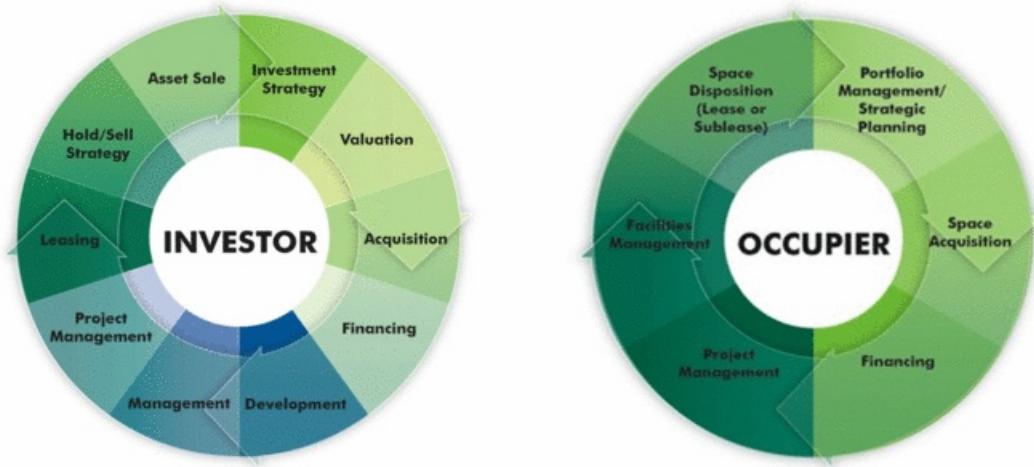 Investment
Strategy
Valuation
Acquisition
Financing
Development
Management
Project
Management
Leasing
Hold/Sell
Strategy
Asset Sale
INVESTOR
Portfolio
Management/
Strategic
Planning
Space
Acquisition
Financing
Project
Management
Facilities
Management
Space
Disposition
(Lease or
Sublease)
OCCUPIER